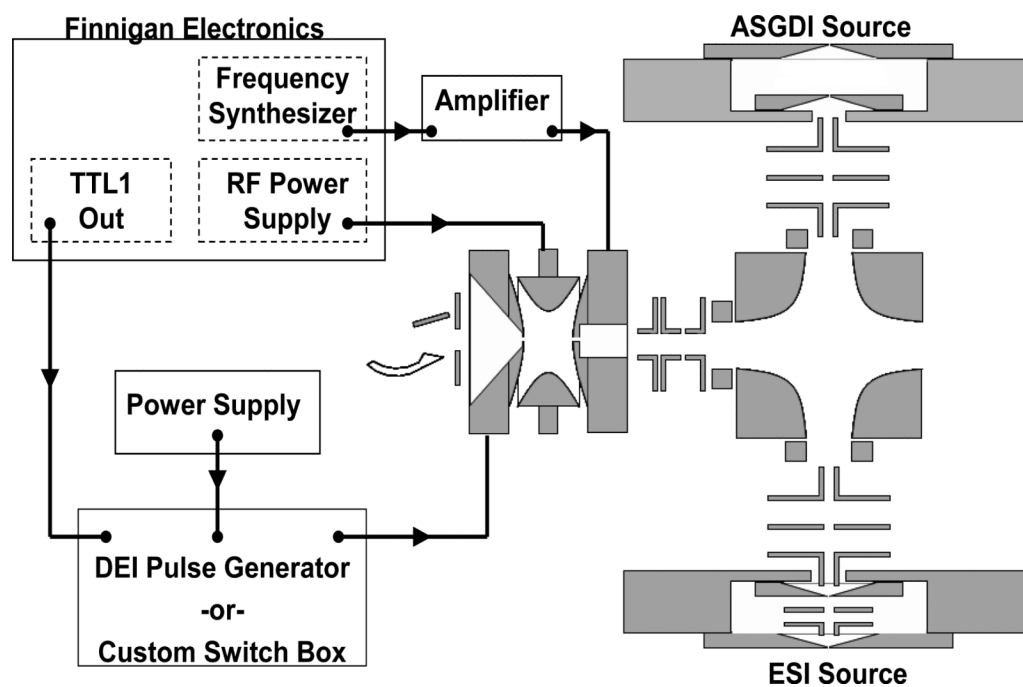 Finnigan Electronics
Frequency
Synthesizer
Amplifier
TTL1
Out
RF Power
Supply
Power Supply
DEI Pulse Generator
-or-
Custom Switch Box
ASGDI Source
ESI Source